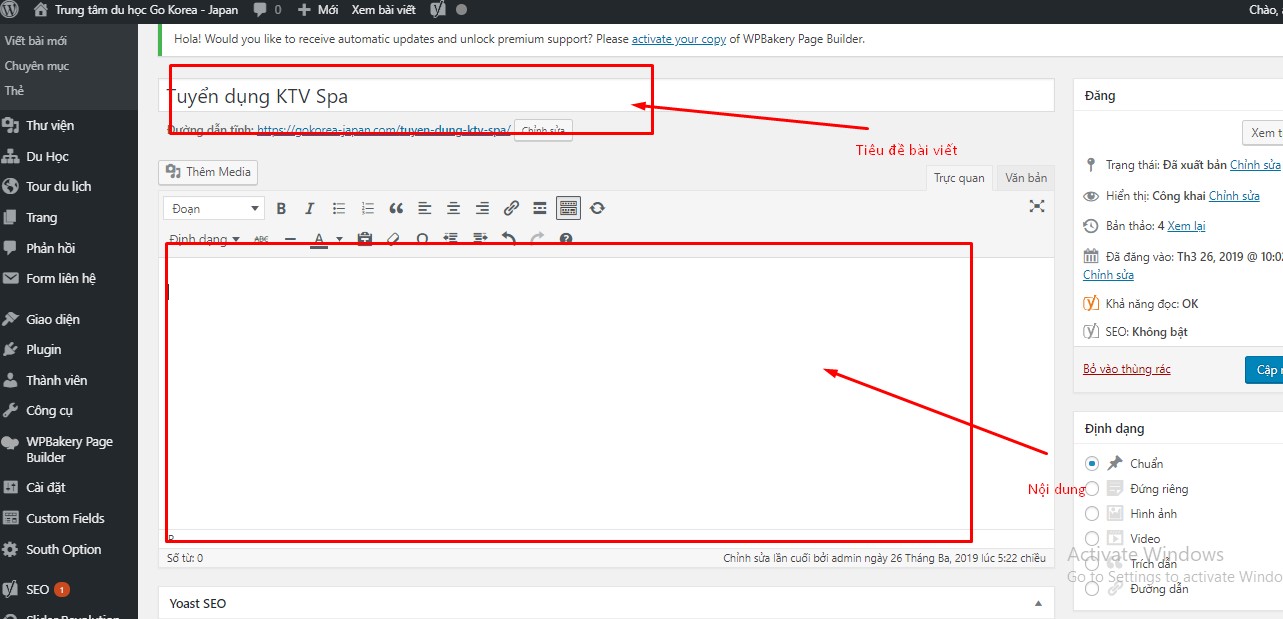 Trung tâm du học Go Korea - Japan 0 Mới Xem bài viết Chào,
Viết bài mới
Chuyên mục
Thẻ
Thư viện
Du Học
Tour du lịch
Trang
Phản hồi
Form liên hệ
Giao diện
Plugin
Thành viên
Công cụ
WPBakery Page
Builder
Cài đặt
Custom Fields
South Option
SEO 1
Slider Revolution
Hola! Would you like to receive automatic updates and unlock premium support? Please activate your copy of WPBakery Page Builder.
Tuyển dụng KTV Spa
Đường dẫn tĩnh: https://gokorea-japan.com/tuyen-dung-ktv-spa/ Chỉnh sửa
Tiêu đề bài viết
Thêm Media
Trực quan Văn bản
Đoạn B I
Định dạng ABC A Ω
Nội dung
P
Số từ: 0 Chỉnh sửa lần cuối bởi admin ngày 26 Tháng Ba, 2019 lúc 5:22 chiều
Yoast SEO
Đăng
Xem t
Trạng thái: Đã xuất bản Chỉnh sửa
Hiển thị: Công khai Chỉnh sửa
Bản thảo: 4 Xem lại
Đã đăng vào: Th3 26, 2019 @ 10:02
Chỉnh sửa
Khả năng đọc: OK
SEO: Không bật
Bỏ vào thùng rác Cập
Định dạng
Chuẩn
Đứng riêng
Hình ảnh
Video
Trích dẫn
Đường dẫn
Activate Windows
Go to Settings to activate Windo